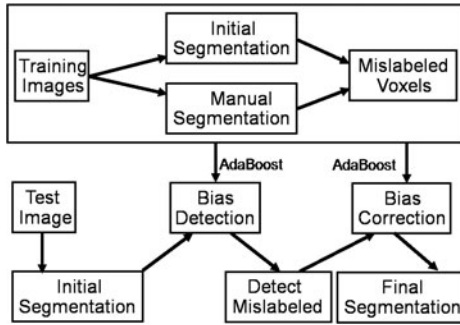 Initial
Segmentation
Training
Images
Mislabeled
Voxels
Manual
Segmentation
AdaBoost
AdaBoost
Test
Image
Bias
Detection
Bias
Correction
Initial
Segmentation
Detect
Mislabeled
Final
Segmentation